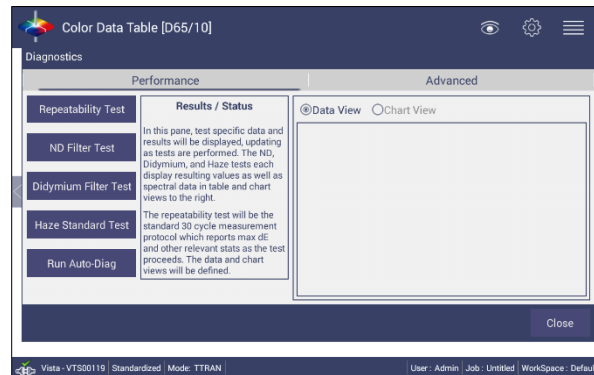 Color Data Table [D65/10]
Diagnostics
Performance
Advanced
Repeatability Test
ND Filter Test
Didymium Filter Test
Haze Standard Test
Run Auto-Diag
Results / Status
In this pane, test specific data and
results will be displayed, updating
as tests are performed. The ND,
Didymium, and Haze tests each
display resulting values as well as
spectral data in table and chart
views to the right.
The repeatability test will be the
standard 30 cycle measurement
protocol which reports max dE
and other relevant stats as the test
proceeds. The data and chart
views will be defined.
Data View Chart View
Close
Vista - VTS00119 Standardized Mode: TTRAN User : Admin Job : Untitled WorkSpace : Defaul